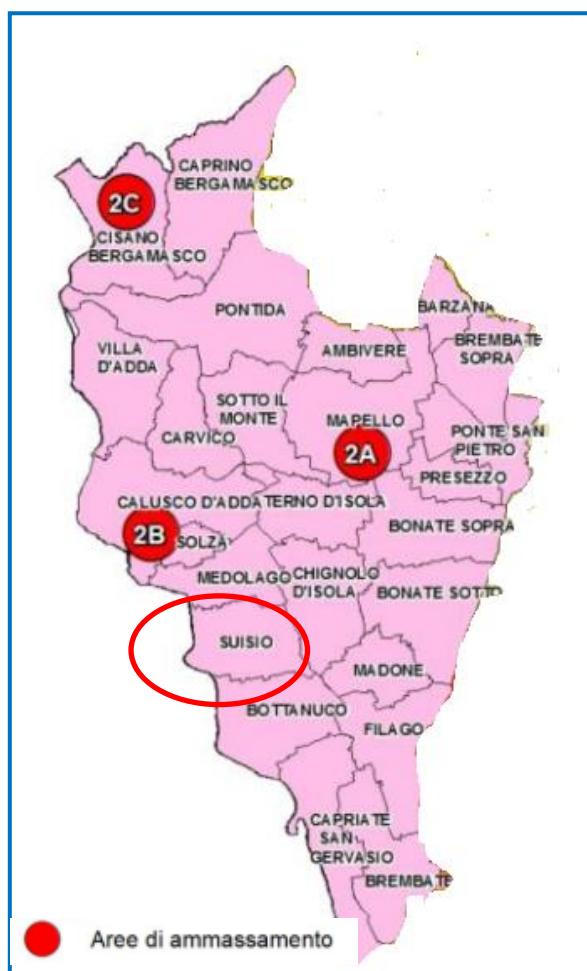 CAPRINO
BERGAMASCO
2C
CISANO
BERGAMASCO
PONTIDA
BARZANA
VILLA
D'ADDA
AMBIVERE
BREMBATE
SOPRA
SOTTO IL
MONTE
MAPELLO
CARVICO
2A
PONTE SAN
PIETRO
PRESEZZO
CALUSCO D'ADDA
TERNO D'ISOLA
2B
SOLZA
BONATE SOPRA
MEDOLAGO
CHIGNOLO
D'ISOLA
BONATE SOTTO
SUISIO
MADONE
BOTTANUCO
FILAGO
CAPRIATE
SAN
GERVASIO
BREMBATE
Aree di ammassamento